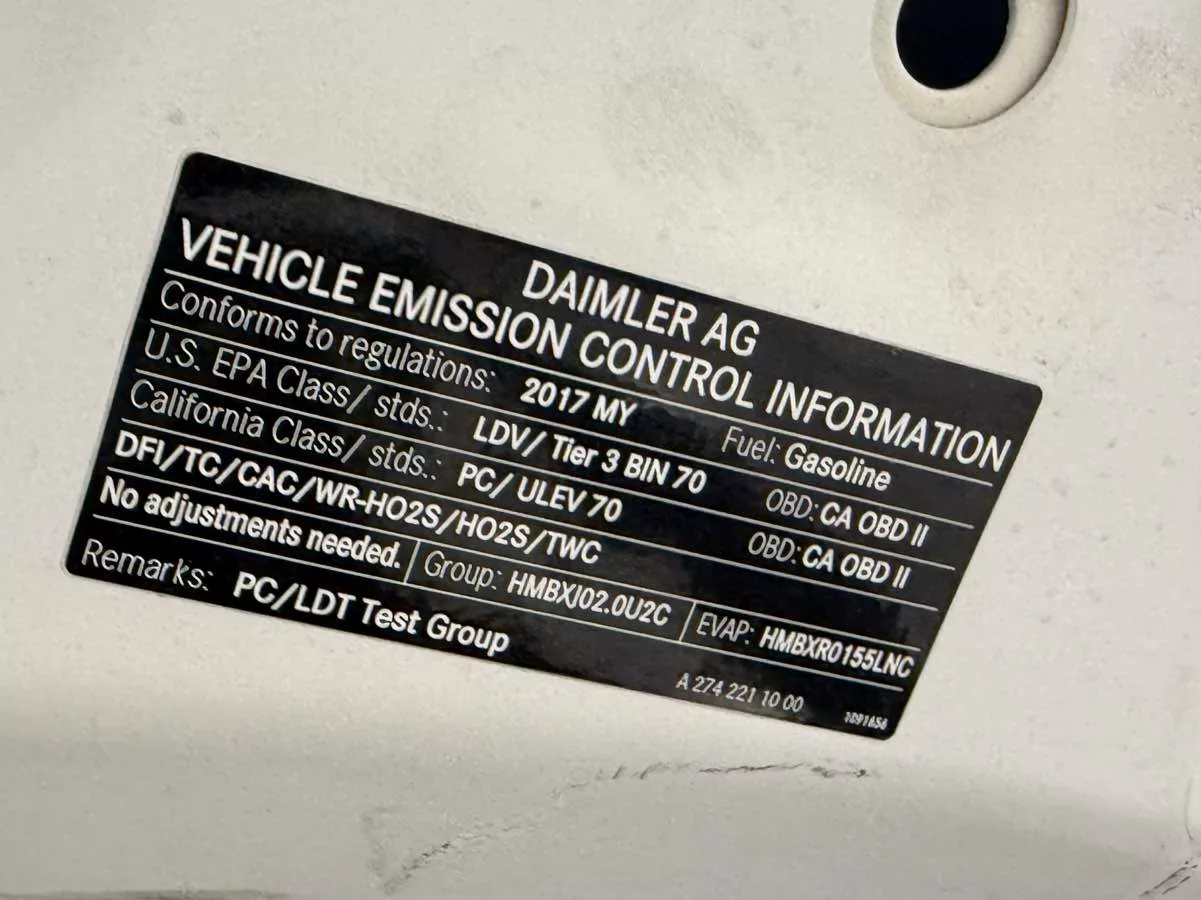 DAIMLER AG
VEHICLE EMISSION CONTROL INFORMATION
Conforms to regulations: 2017 MY Fuel: Gasoline
U.S. EPA Class/ stds.: LDV/ Tier 3 BIN 70 OBD: CA OBD II
California Class/ stds.: PC/ ULEV 70 OBD: CA OBD II
DFI/TC/CAC/WR-HO2S/HO2S/TWC
No adjustments needed. Group: HMBXJ02.0U2C EVAP: HMBXR0155LNC
Remarks: PC/LDT Test Group
A 274 221 10 00